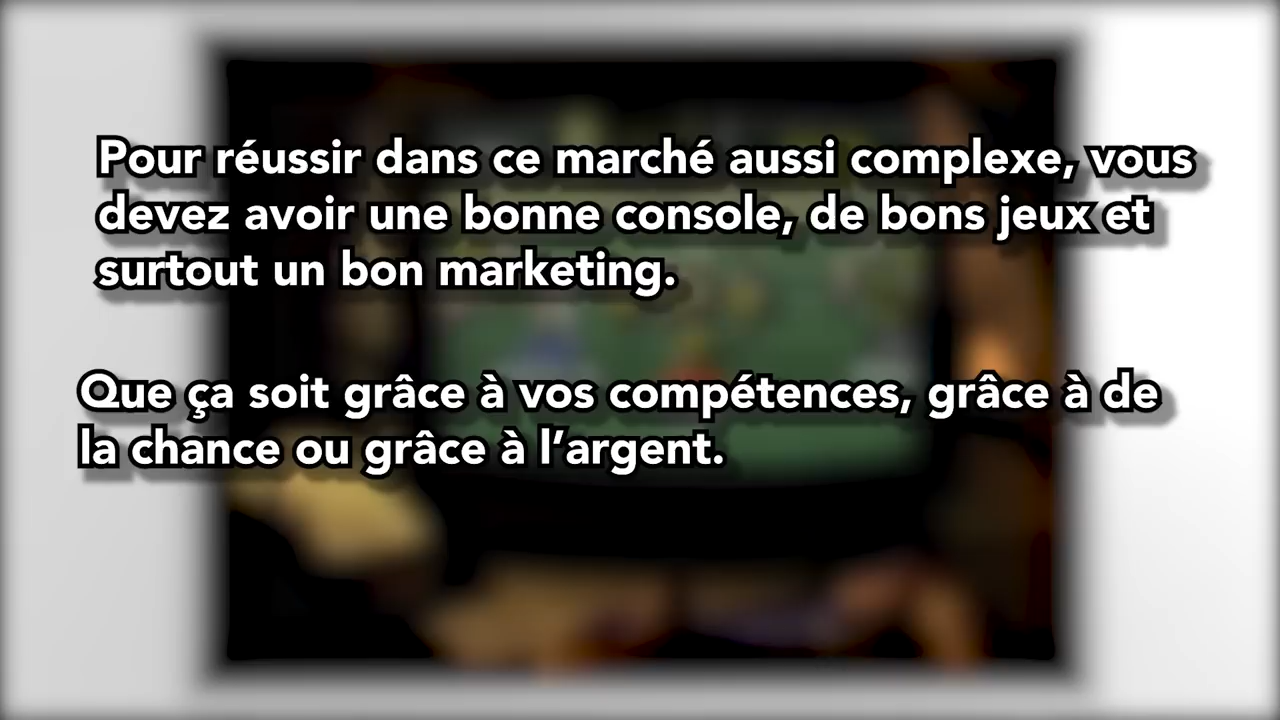 Pour réussir dans ce marché aussi complexe, vous
devez avoir une bonne console, de bons jeux et
surtout un bon marketing.
Que ça soit grâce à vos compétences, grâce à de
la chance ou grâce à l’argent.